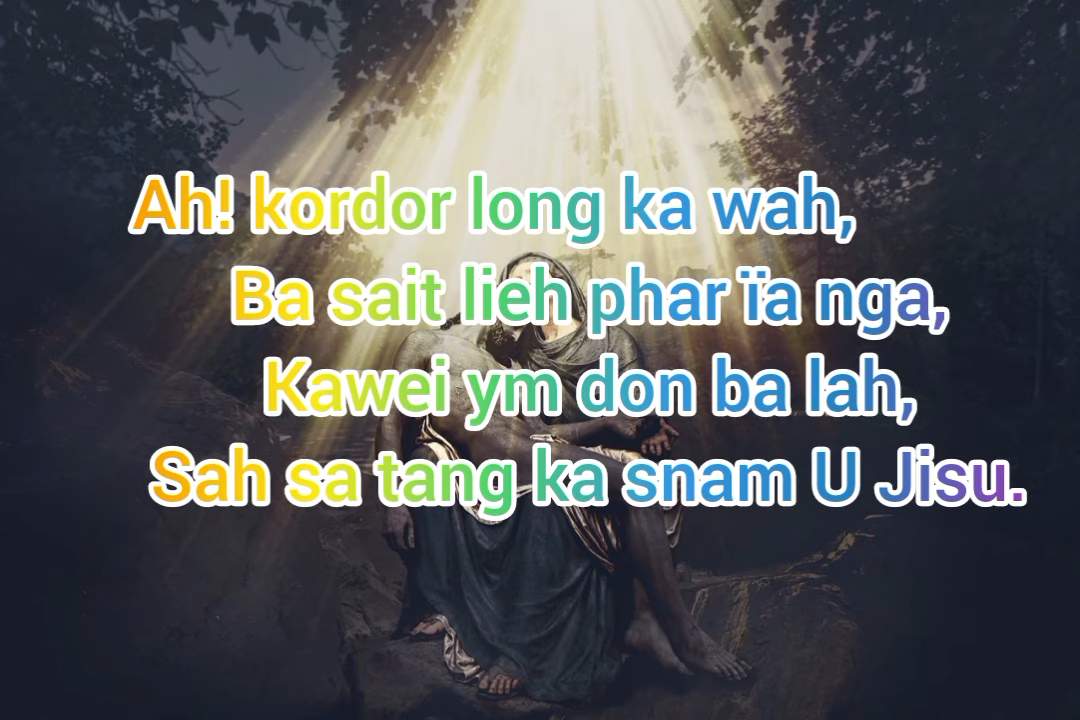 Ah! kordor long ka wah,
Ba sait lieh phar ïa nga,
Kawei ym don ba lah,
Sah sa tang ka snam U Jisu.